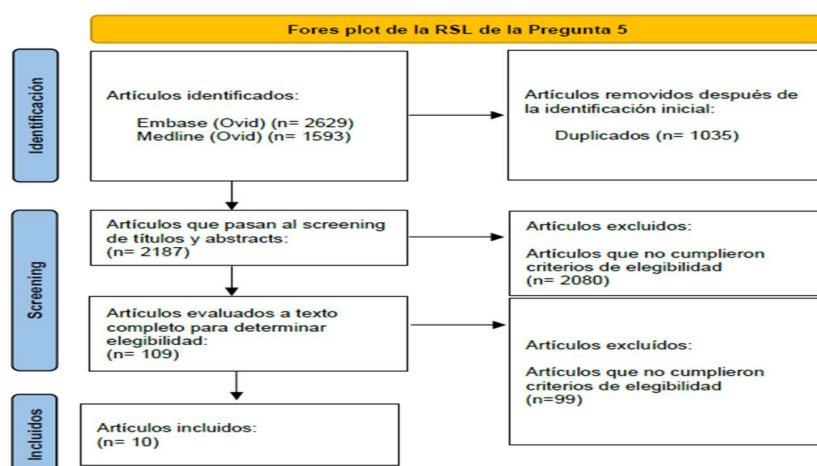 Fores plot de la RSL de la Pregunta 5
Identificación
Artículos identificados:
Embase (Ovid) (n= 2629)
Medline (Ovid) (n= 1593)
Artículos removidos después de
la identificación inicial:
Duplicados (n= 1035)
Screening
Artículos que pasan al screening
de títulos y abstracts:
(n= 2187)
Artículos excluidos:
Artículos que no cumplieron
criterios de elegibilidad
(n= 2080)
Artículos evaluados a texto
completo para determinar
elegibilidad:
(n= 109)
Artículos excluídos:
Artículos que no cumplieron
criterios de elegibilidad
(n=99)
Incluidos
Artículos incluidos:
(n= 10)